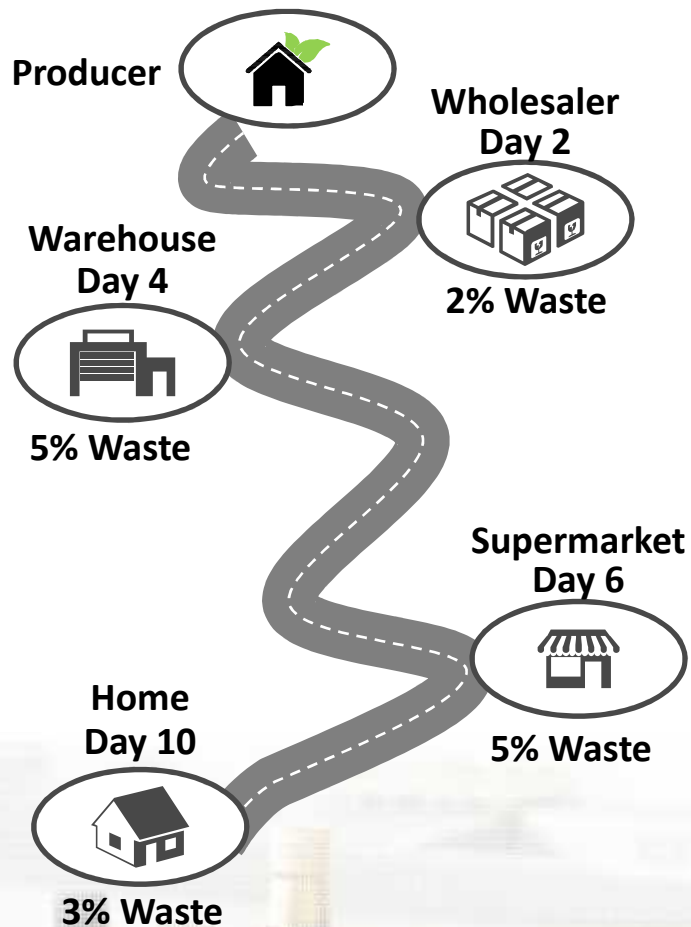 Producer
Wholesaler
Day 2
2% Waste
Warehouse
Day 4
5% Waste
Supermarket
Day 6
5% Waste
Home
Day 10
3% Waste